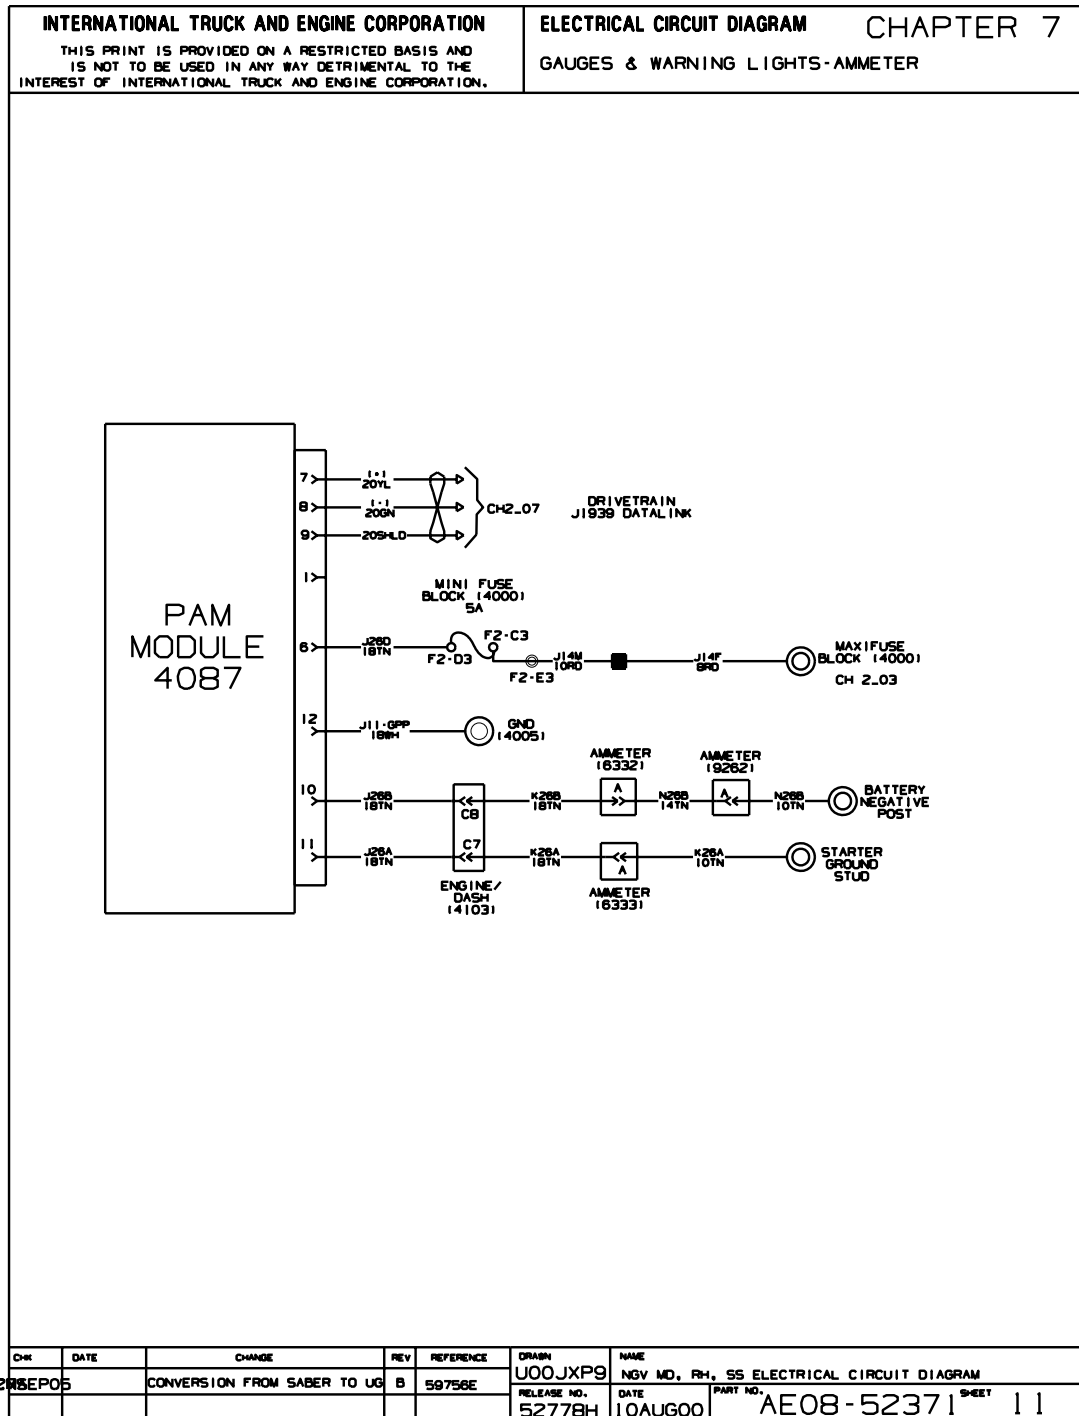 INTERNATIONAL TRUCK AND ENGINE CORPORATION
THIS PRINT IS PROVIDED ON A RESTRICTED BASIS AND
IS NOT TO BE USED IN ANY WAY DETRIMENTAL TO THE
INTEREST OF INTERNATIONAL TRUCK AND ENGINE CORPORATION.
ELECTRICAL CIRCUIT DIAGRAM
CHAPTER 7
GAUGES & WARNING LIGHTS-AMMETER
PAM
MODULE
4087
7
(+)
20YL
8
(-)
20GN
9
20SHLD
CH2_07
DRIVETRAIN
J1939 DATALINK
1
MINI FUSE
BLOCK (4000)
5A
6
J26D
18TN
F2-D3
F2-C3
F2-E3
J14M
10RD
J14F
8RD
MAXIFUSE
BLOCK (4000)
CH 2_03
12
J11-GPP
18WH
GND
(4005)
10
J26B
18TN
C8
K26B
18TN
AMMETER
(6332)
A
N26B
14TN
AMMETER
(9262)
A
N26B
10TN
BATTERY
NEGATIVE
POST
11
J26A
18TN
C7
K26A
18TN
A
K26A
10TN
STARTER
GROUND
STUD
ENGINE/
DASH
(4103)
AMMETER
(6333)
CHK DATE CHANGE REV REFERENCE
CONVERSION FROM SABER TO UG B 59756E
DRAWN
U00JXP9
NAME
NGV MD, RH, SS ELECTRICAL CIRCUIT DIAGRAM
RELEASE NO.
52778H
DATE
10AUG00
PART NO.
AE08-52371
SHEET
11